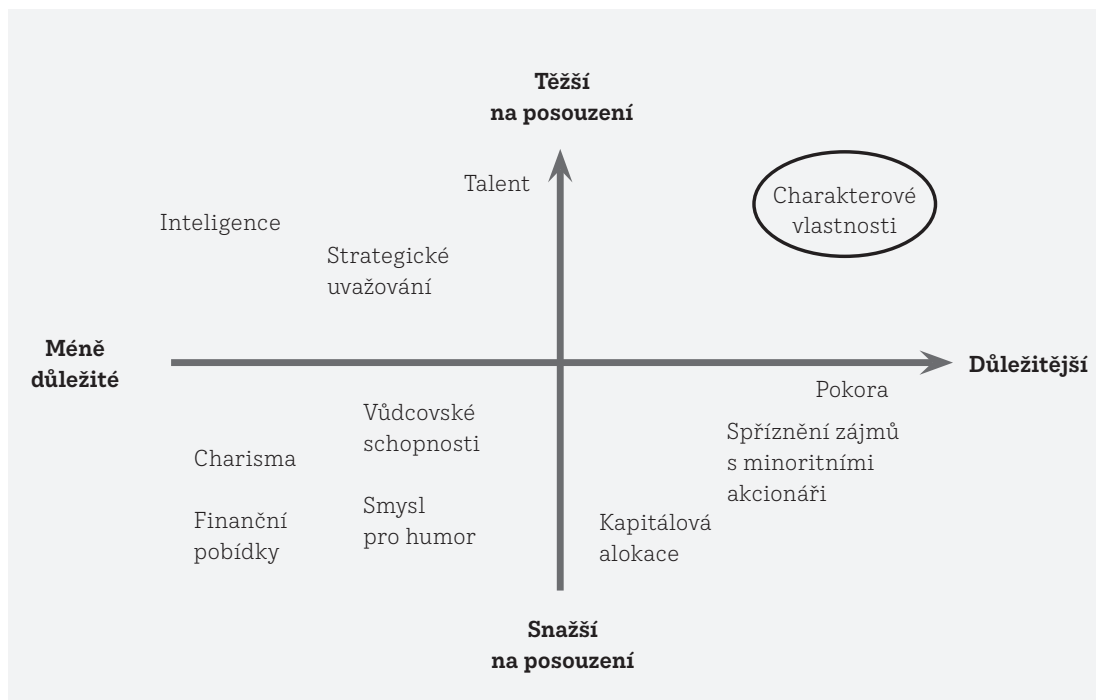 Těžší
na posouzení
Talent
Charakterové
vlastnosti
Inteligence
Strategické
uvažování
Méně
důležité
Důležitější
Pokora
Vůdcovské
schopnosti
Spříznění zájmů
s minoritními
akcionáři
Charisma
Smysl
pro humor
Finanční
pobídky
Kapitálová
alokace
Snažší
na posouzení